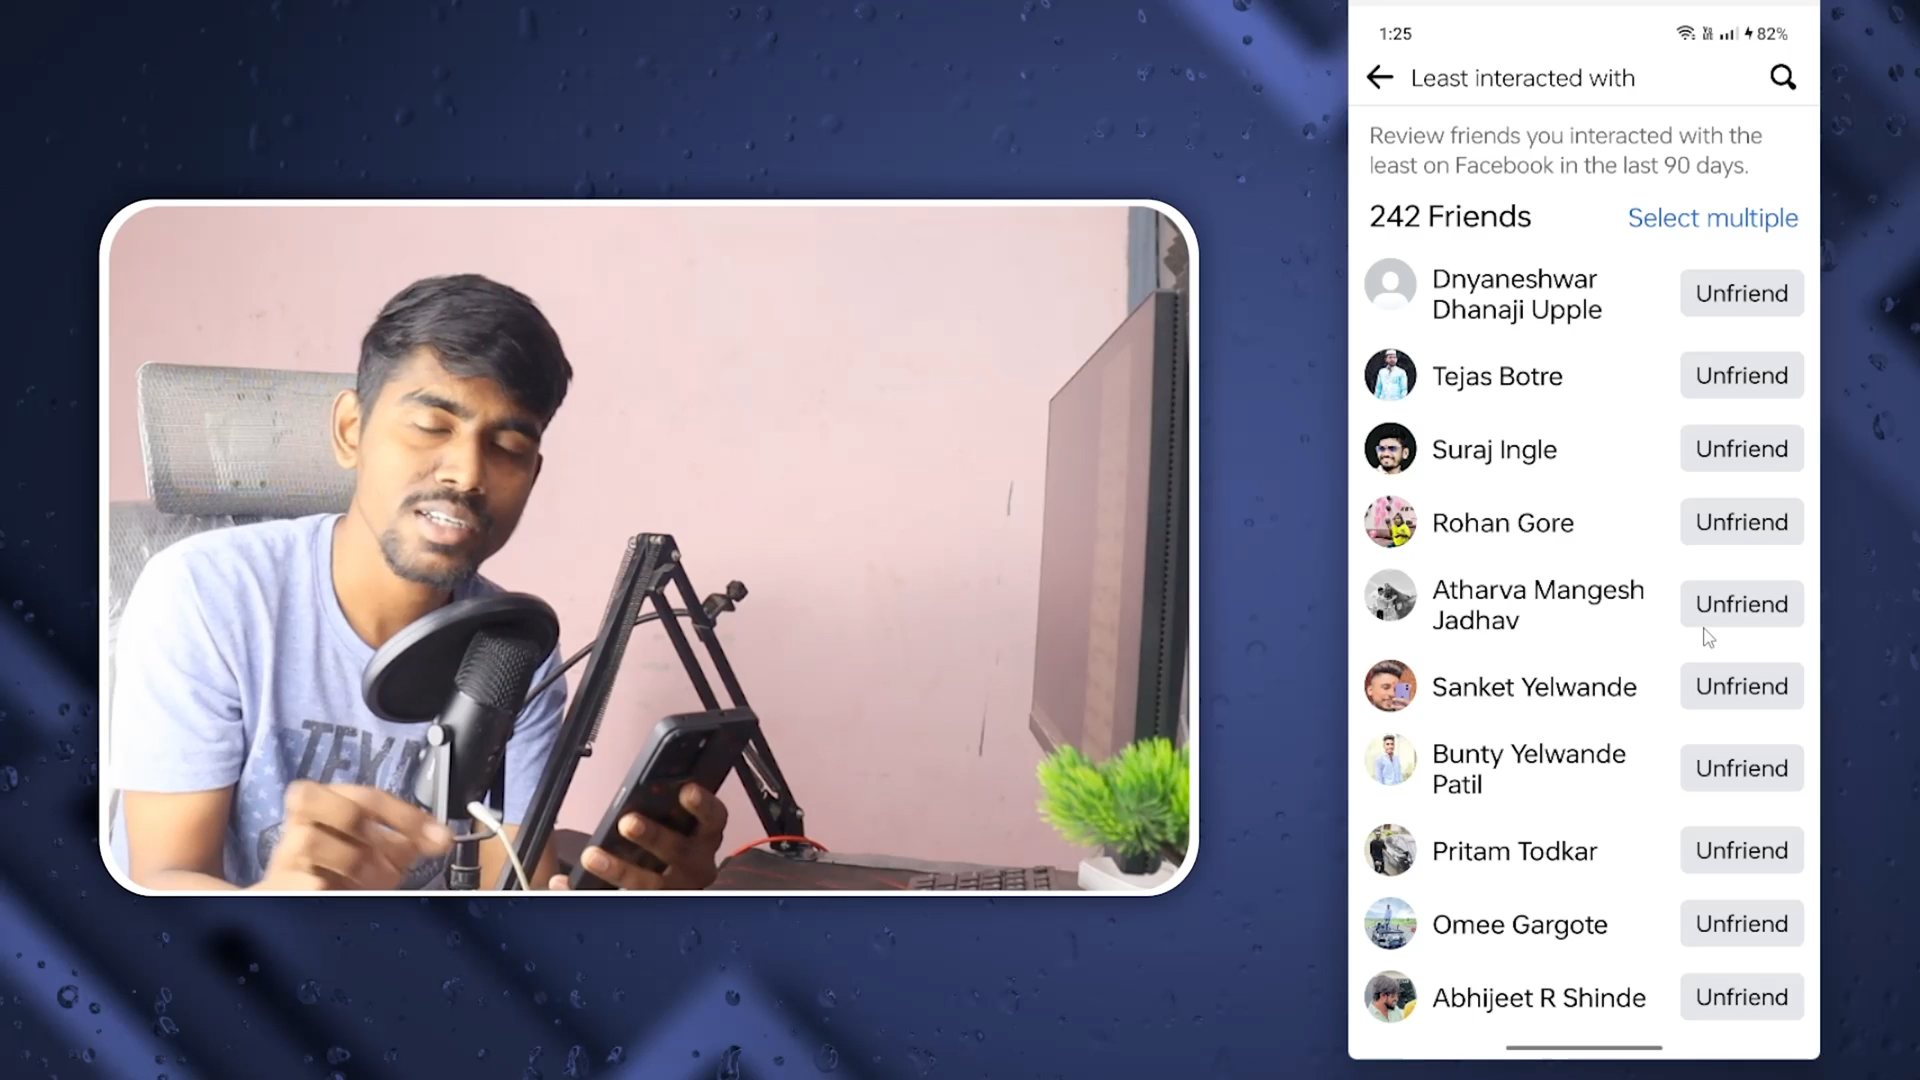 1:25
82%
Least interacted with
Review friends you interacted with the
least on Facebook in the last 90 days.
242 Friends
Select multiple
Dnyaneshwar
Dhanaji Upple
Unfriend
Tejas Botre
Unfriend
Suraj Ingle
Unfriend
Rohan Gore
Unfriend
Atharva Mangesh
Jadhav
Unfriend
Sanket Yelwande
Unfriend
Bunty Yelwande
Patil
Unfriend
Pritam Todkar
Unfriend
Omee Gargote
Unfriend
Abhijeet R Shinde
Unfriend